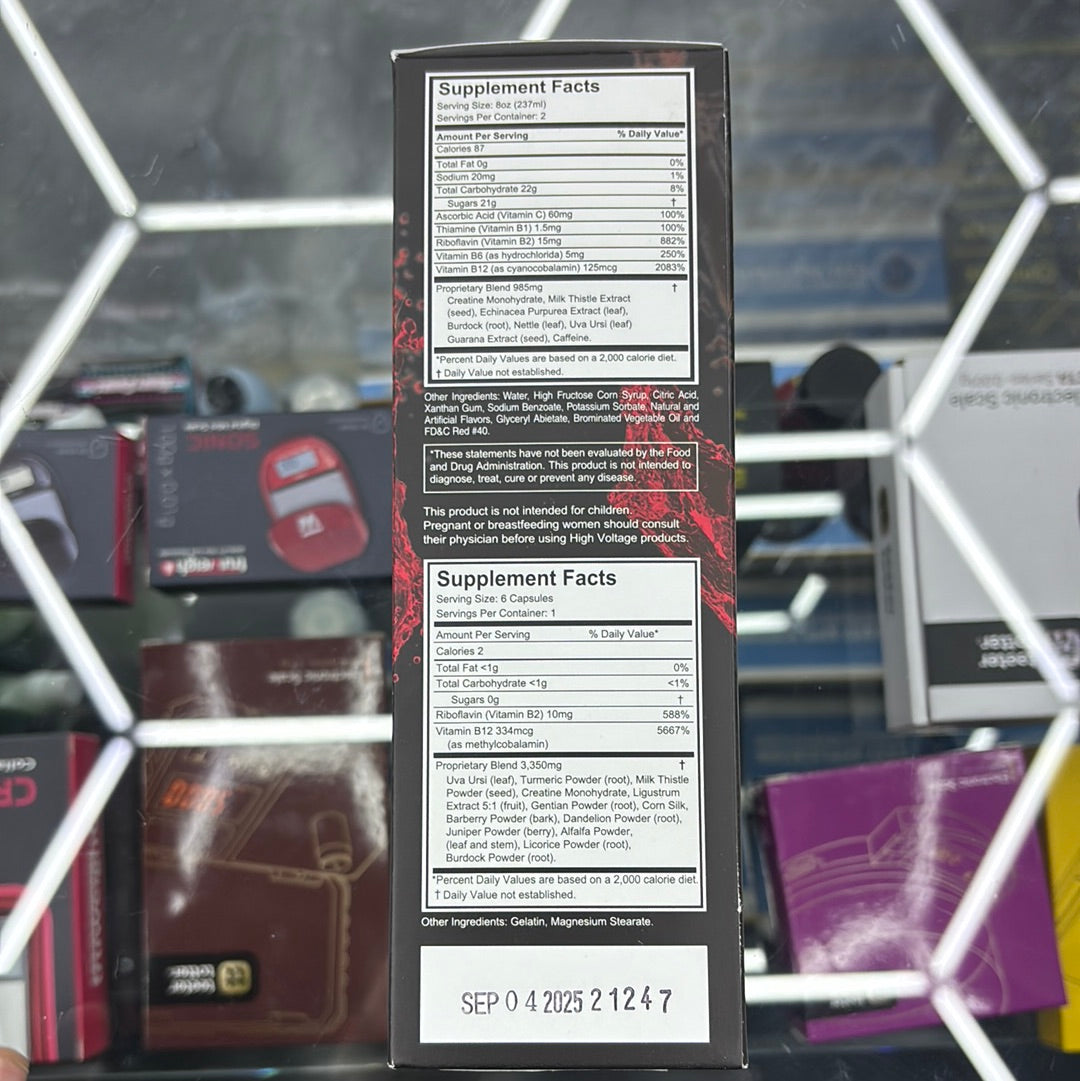 Supplement Facts
Serving Size: 8oz (237ml)
Servings Per Container: 2
Amount Per Serving % Daily Value*
Calories 87
Total Fat 0g 0%
Sodium 20mg 1%
Total Carbohydrate 22g 8%
Sugars 21g †
Ascorbic Acid (Vitamin C) 60mg 100%
Thiamine (Vitamin B1) 1.5mg 100%
Riboflavin (Vitamin B2) 15mg 882%
Vitamin B6 (as hydrochlorida) 5mg 250%
Vitamin B12 (as cyanocobalamin) 125mcg 2083%
Proprietary Blend 985mg †
Creatine Monohydrate, Milk Thistle Extract
(seed), Echinacea Purpurea Extract (leaf),
Burdock (root), Nettle (leaf), Uva Ursi (leaf)
Guarana Extract (seed), Caffeine.
*Percent Daily Values are based on a 2,000 calorie diet.
† Daily Value not established.
Other Ingredients: Water, High Fructose Corn Syrup, Citric Acid,
Xanthan Gum, Sodium Benzoate, Potassium Sorbate, Natural and
Artificial Flavors, Glyceryl Abietate, Brominated Vegetable Oil and
FD&C Red #40.
*These statements have not been evaluated by the Food
and Drug Administration. This product is not intended to
diagnose, treat, cure or prevent any disease.
This product is not intended for children.
Pregnant or breastfeeding women should consult
their physician before using High Voltage products.
Supplement Facts
Serving Size: 6 Capsules
Servings Per Container: 1
Amount Per Serving % Daily Value*
Calories 2
Total Fat <1g 0%
Total Carbohydrate <1g <1%
Sugars 0g †
Riboflavin (Vitamin B2) 10mg 588%
Vitamin B12 334mcg 5667%
(as methylcobalamin)
Proprietary Blend 3,350mg †
Uva Ursi (leaf), Turmeric Powder (root), Milk Thistle
Powder (seed), Creatine Monohydrate, Ligustrum
Extract 5:1 (fruit), Gentian Powder (root), Corn Silk,
Barberry Powder (bark), Dandelion Powder (root),
Juniper Powder (berry), Alfalfa Powder,
(leaf and stem), Licorice Powder (root),
Burdock Powder (root).
*Percent Daily Values are based on a 2,000 calorie diet.
† Daily Value not established.
Other Ingredients: Gelatin, Magnesium Stearate.
SEP 04 2025 21247
SONIC
truweigh
Electronic Scale